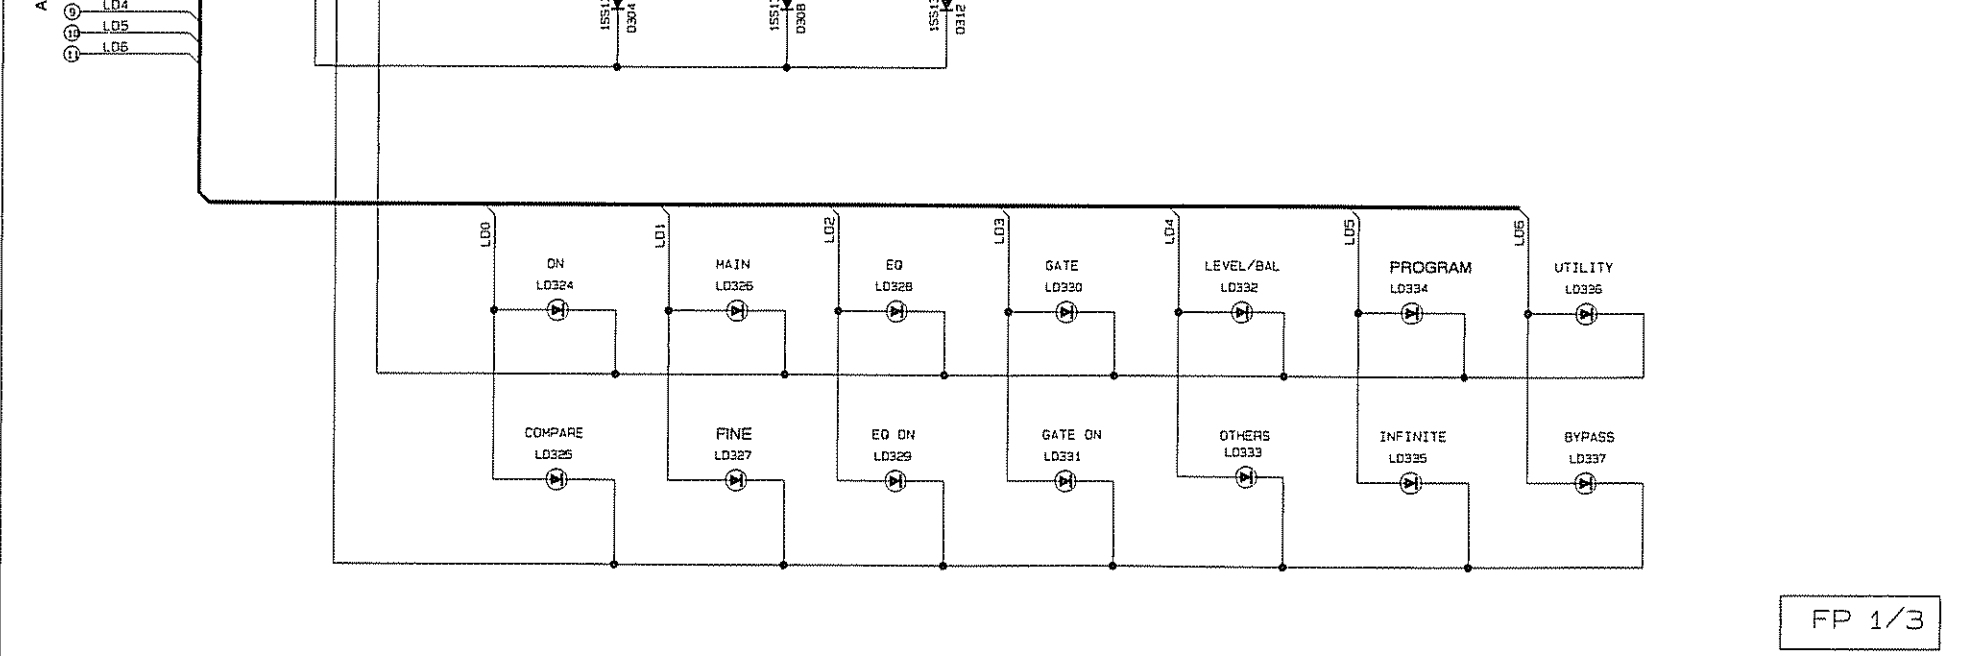 A
9 LD4
10 LD5
11 LD6
1SS1
D304
1SS1
D308
1SS1
D312
LD0
LD1
LD2
LD3
LD4
LD5
LD6
ON
LD324
MAIN
LD326
EQ
LD328
GATE
LD330
LEVEL/BAL
LD332
PROGRAM
LD334
UTILITY
LD336
COMPARE
LD325
FINE
LD327
EQ ON
LD329
GATE ON
LD331
OTHERS
LD333
INFINITE
LD335
BYPASS
LD337
FP 1/3